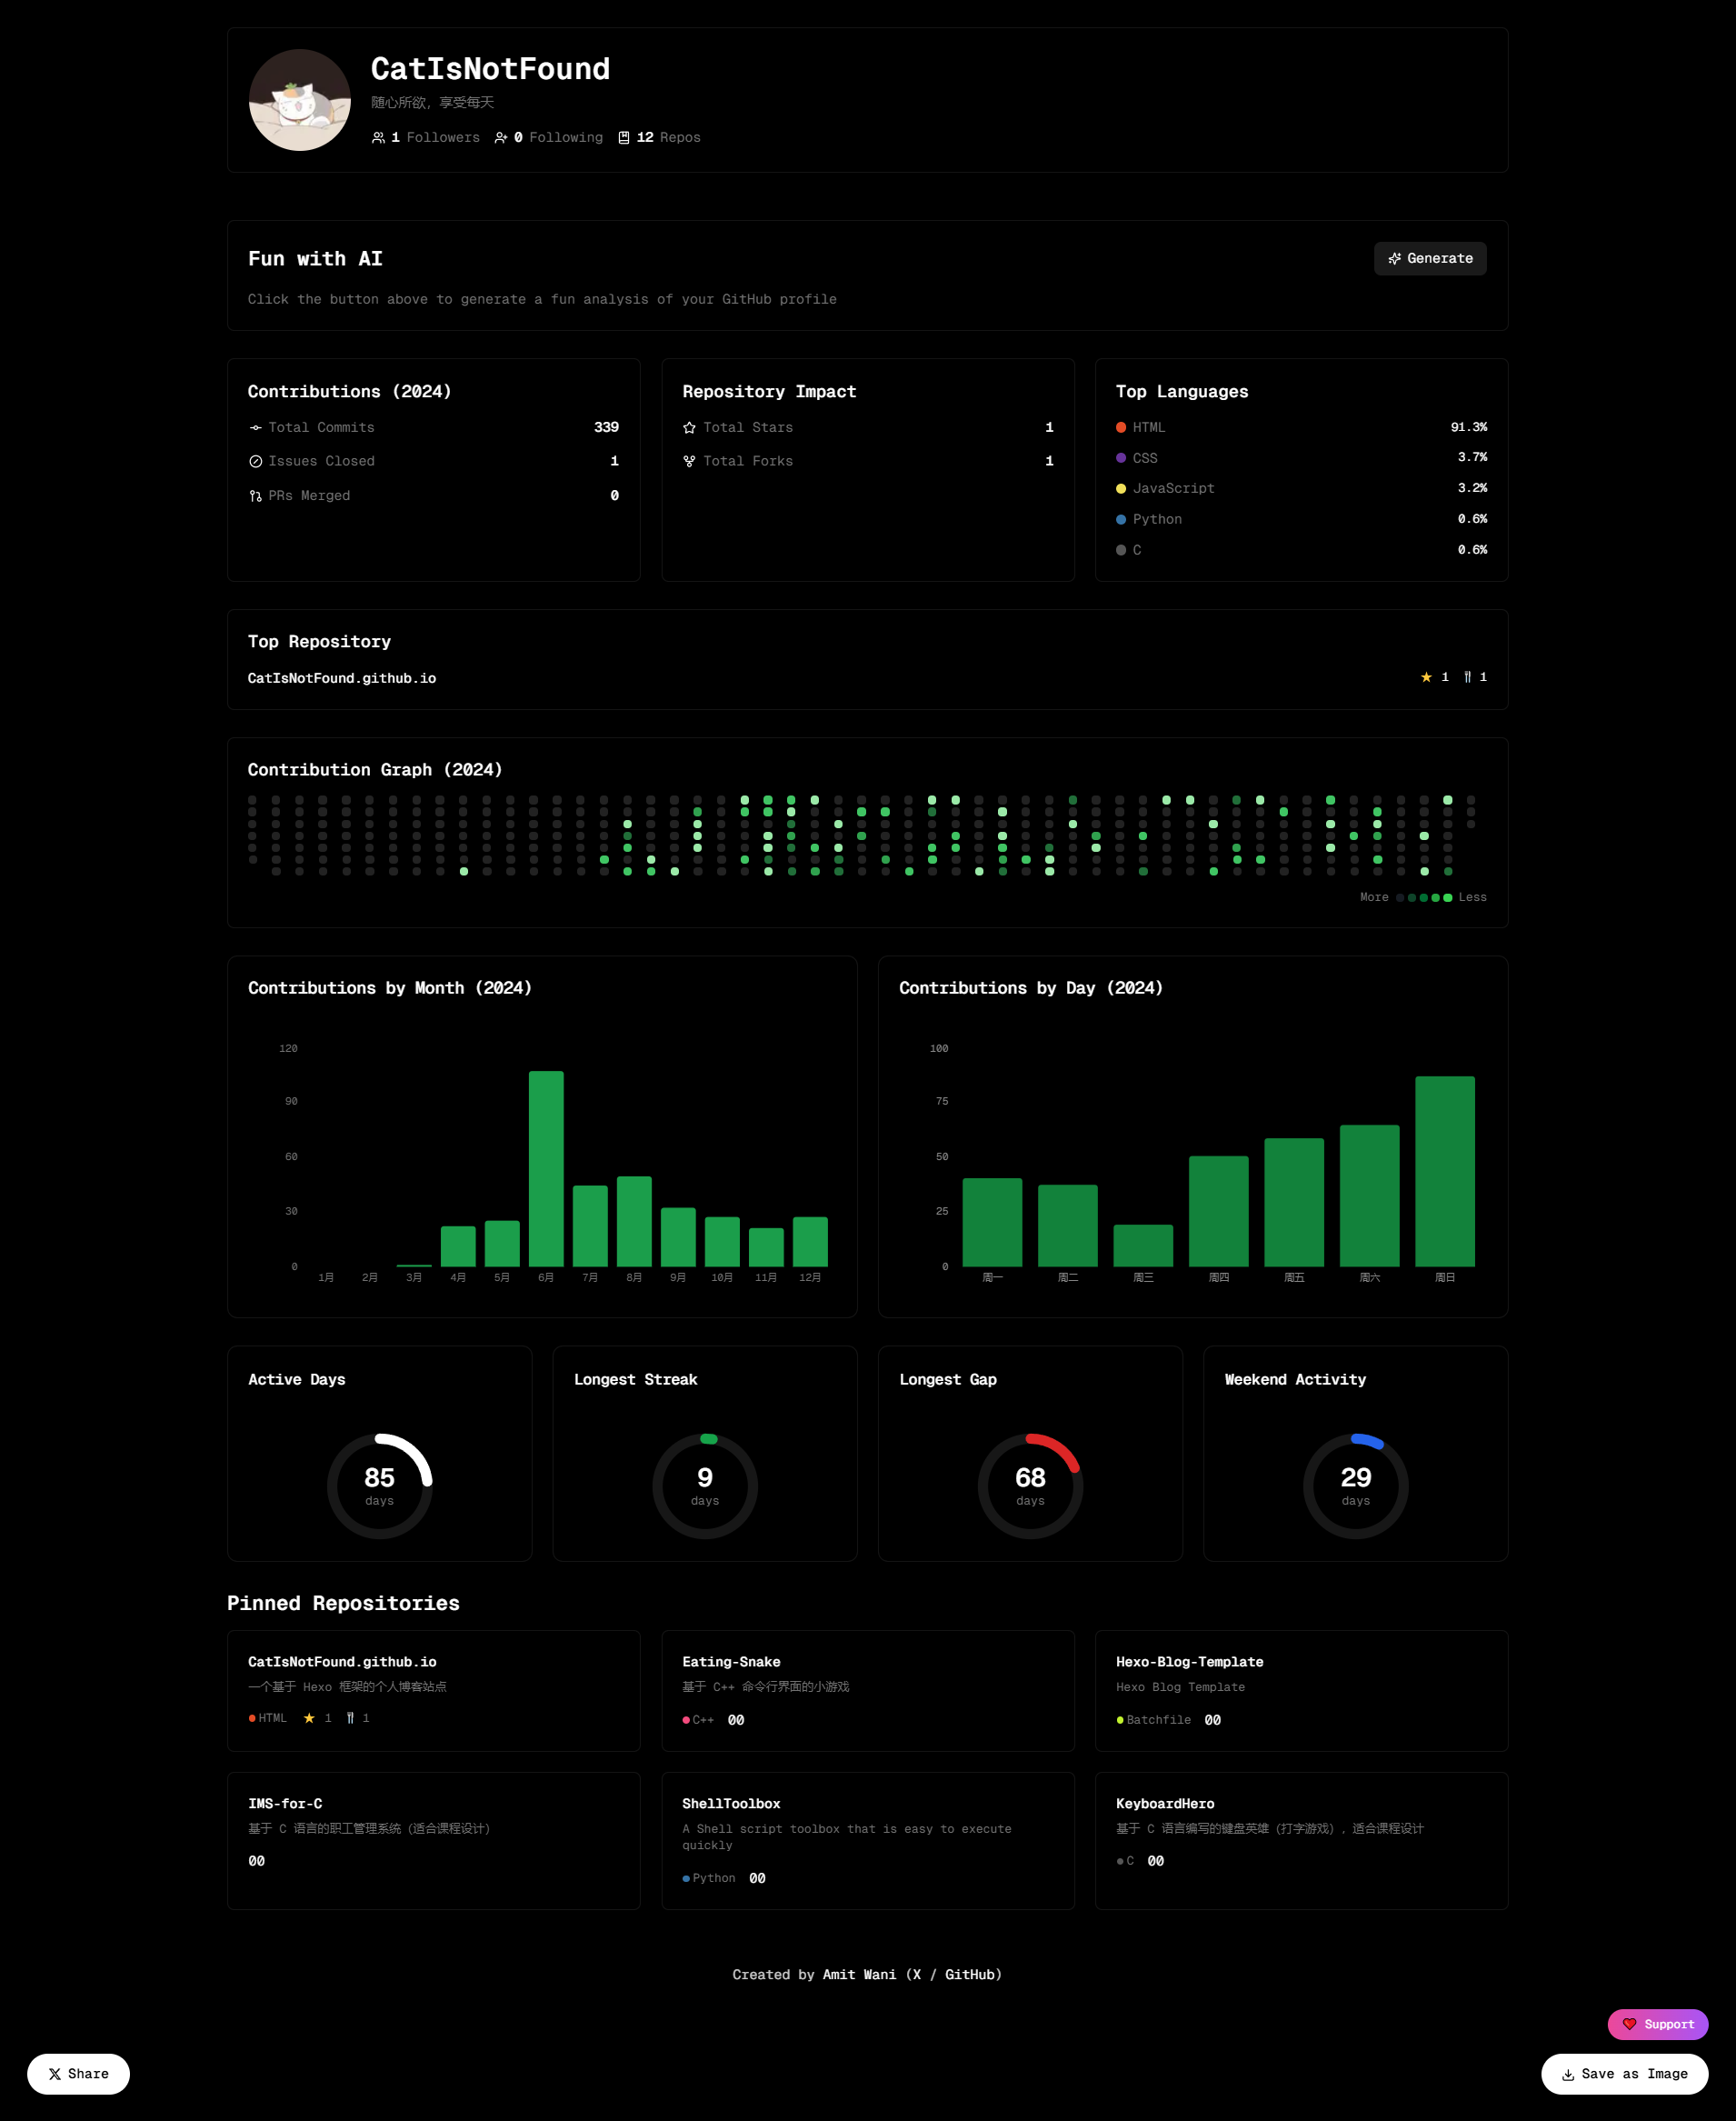 CatIsNotFound
随心所欲，享受每天
1 Followers 0 Following 12 Repos
Fun with AI
Generate
Click the button above to generate a fun analysis of your GitHub profile
Contributions (2024)
Total Commits 339
Issues Closed 1
PRs Merged 0
Repository Impact
Total Stars 1
Total Forks 1
Top Languages
HTML 91.3%
CSS 3.7%
JavaScript 3.2%
Python 0.6%
C 0.6%
Top Repository
CatIsNotFound.github.io 1 1
Contribution Graph (2024)
More Less
Contributions by Month (2024)
120
90
60
30
0
1月 2月 3月 4月 5月 6月 7月 8月 9月 10月 11月 12月
Contributions by Day (2024)
100
75
50
25
0
周一 周二 周三 周四 周五 周六 周日
Active Days
85
days
Longest Streak
9
days
Longest Gap
68
days
Weekend Activity
29
days
Pinned Repositories
CatIsNotFound.github.io
一个基于 Hexo 框架的个人博客站点
HTML 1 1
Eating-Snake
基于 C++ 命令行界面的小游戏
C++ 00
Hexo-Blog-Template
Hexo Blog Template
Batchfile 00
IMS-for-C
基于 C 语言的职工管理系统（适合课程设计）
00
ShellToolbox
A Shell script toolbox that is easy to execute
quickly
Python 00
KeyboardHero
基于 C 语言编写的键盘英雄（打字游戏），适合课程设计
C 00
Created by Amit Wani (X / GitHub)
Support
Share
Save as Image